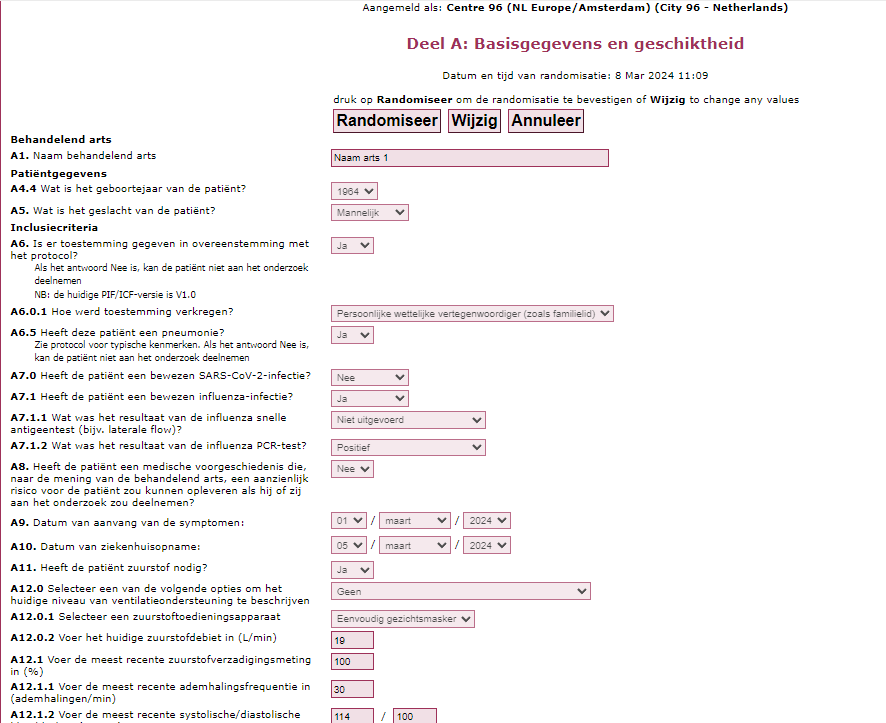 Aangemeld als: Centre 96 (NL Europe/Amsterdam) (City 96 - Netherlands)
Deel A: Basisgegevens en geschiktheid
Datum en tijd van randomisatie: 8 Mar 2024 11:09
druk op Randomiseer om de randomisatie te bevestigen of Wijzig to change any values
Randomiseer Wijzig Annuleer
Behandelend arts
A1. Naam behandelend arts Naam arts 1
Patiëntgegevens
A4.4 Wat is het geboortejaar van de patiënt? 1964
A5. Wat is het geslacht van de patiënt? Mannelijk
Inclusiecriteria
A6. Is er toestemming gegeven in overeenstemming met
het protocol? Ja
Als het antwoord Nee is, kan de patiënt niet aan het onderzoek
deelnemen
NB: de huidige PIF/ICF-versie is V1.0
A6.0.1 Hoe werd toestemming verkregen? Persoonlijke wettelijke vertegenwoordiger (zoals familielid)
A6.5 Heeft deze patiënt een pneumonie? Ja
Zie protocol voor typische kenmerken. Als het antwoord Nee is,
kan de patiënt niet aan het onderzoek deelnemen
A7.0 Heeft de patiënt een bewezen SARS-CoV-2-infectie? Nee
A7.1 Heeft de patiënt een bewezen influenza-infectie? Ja
A7.1.1 Wat was het resultaat van de influenza snelle
antigeentest (bijv. laterale flow)? Niet uitgevoerd
A7.1.2 Wat was het resultaat van de influenza PCR-test? Positief
A8. Heeft de patiënt een medische voorgeschiedenis die, Nee
naar de mening van de behandelend arts, een aanzienlijk
risico voor de patiënt zou kunnen opleveren als hij of zij
aan het onderzoek zou deelnemen?
A9. Datum van aanvang van de symptomen: 01 / maart / 2024
A10. Datum van ziekenhuisopname: 05 / maart / 2024
A11. Heeft de patiënt zuurstof nodig? Ja
A12.0 Selecteer een van de volgende opties om het
huidige niveau van ventilatieondersteuning te beschrijven Geen
A12.0.1 Selecteer een zuurstoftoedieningsapparaat Eenvoudig gezichtsmasker
A12.0.2 Voer het huidige zuurstofdebiet in (L/min) 19
A12.1 Voer de meest recente zuurstofverzadigingsmeting
in (%) 100
A12.1.1 Voer de meest recente ademhalingsfrequentie in
(ademhalingen/min) 30
A12.1.2 Voer de meest recente systolische/diastolische 114 / 100